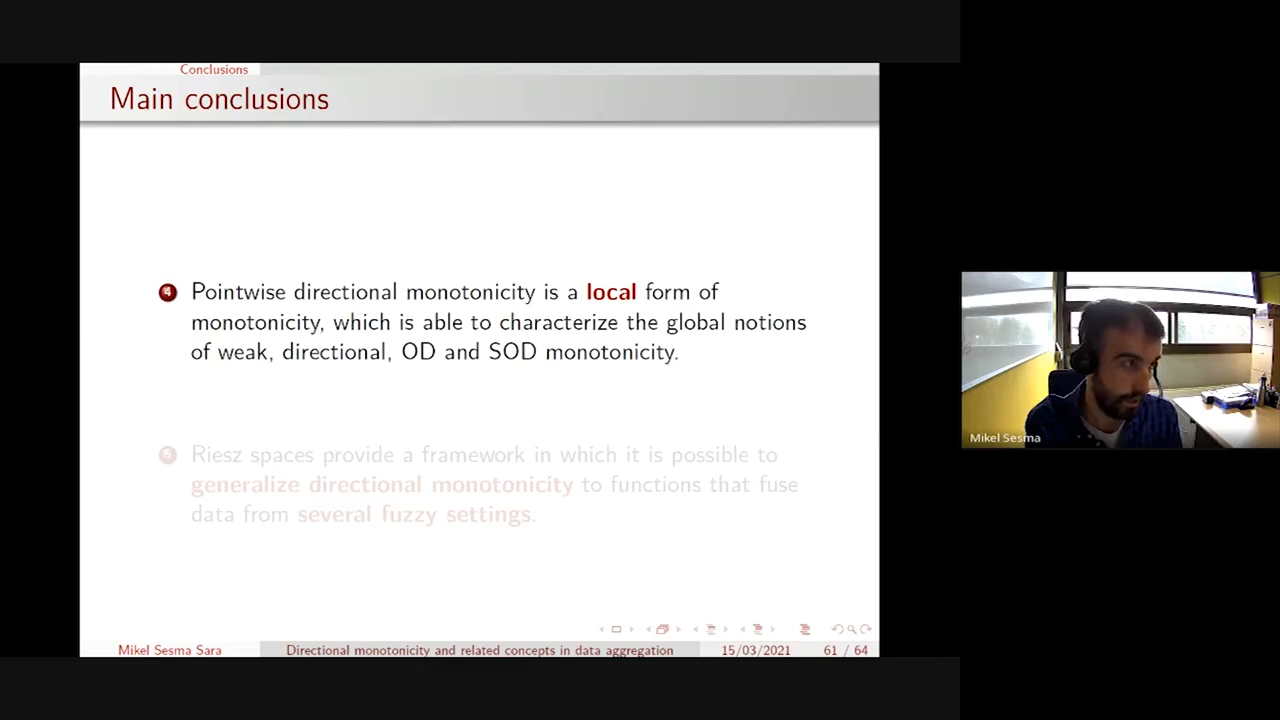 Conclusions
Main conclusions
4 Pointwise directional monotonicity is a local form of
monotonicity, which is able to characterize the global notions
of weak, directional, OD and SOD monotonicity.
5 Riesz spaces provide a framework in which it is possible to
generalize directional monotonicity to functions that fuse
data from several fuzzy settings.
Mikel Sesma Sara Directional monotonicity and related concepts in data aggregation 15/03/2021 61 / 64
Mikel Sesma